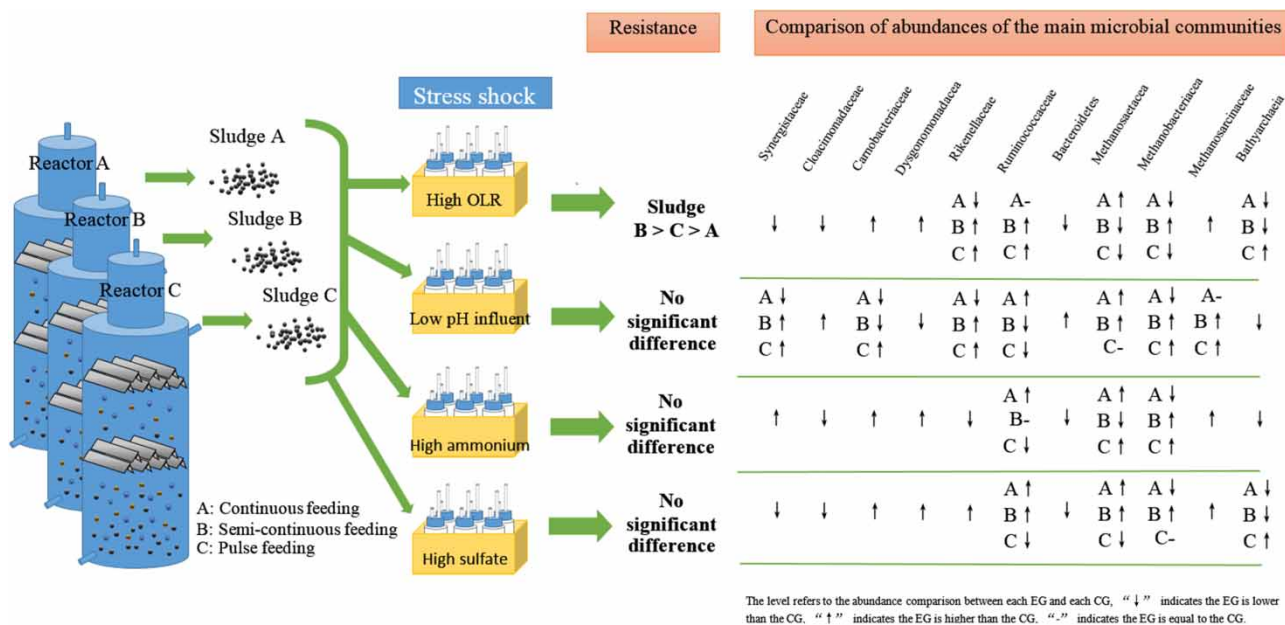 Resistance
Comparison of abundances of the main microbial communities
Stress shock
Synergistaceae
Cloacimonadaceae
Carnobacteriaceae
Dysgonomonadacea
Rikenellaceae
Ruminococcaceae
Bacteroidetes
Methanosaetacea
Methanobacteriacea
Methanosarcinaceae
Bathyarchaeia
Reactor A
Reactor B
Reactor C
Sludge A
Sludge B
Sludge C
A: Continuous feeding
B: Semi-continuous feeding
C: Pulse feeding
High OLR
Sludge
B > C > A
A ↓ A- A ↑ A ↓ A ↓
↓ ↓ ↑ ↑ B ↑ B ↑ ↓ B ↓ B ↑ ↑ B ↓
C ↑ C ↑ C ↓ C ↓ C ↑
Low pH influent
No
significant
difference
A ↓ A ↓ A ↓ A ↑ A ↑ A ↓ A-
B ↑ ↑ B ↓ ↓ B ↑ B ↓ ↑ B ↑ B ↑ B ↑ ↓
C ↑ C ↑ C ↑ C ↓ C- C ↑ C ↑
High ammonium
No
significant
difference
A ↑ A ↑ A ↓
↑ ↓ ↑ ↑ ↓ B- ↓ B ↓ B ↑ ↑ ↓
C ↓ C ↑ C ↑
High sulfate
No
significant
difference
A ↑ A ↑ A ↓ A ↓
↓ ↓ ↑ ↑ ↑ B ↑ ↓ B ↑ B ↑ ↑ B ↓
C ↓ C ↓ C- C ↑
The level refers to the abundance comparison between each EG and each CG, “↓” indicates the EG is lower
than the CG, “↑” indicates the EG is higher than the CG, “-” indicates the EG is equal to the CG.